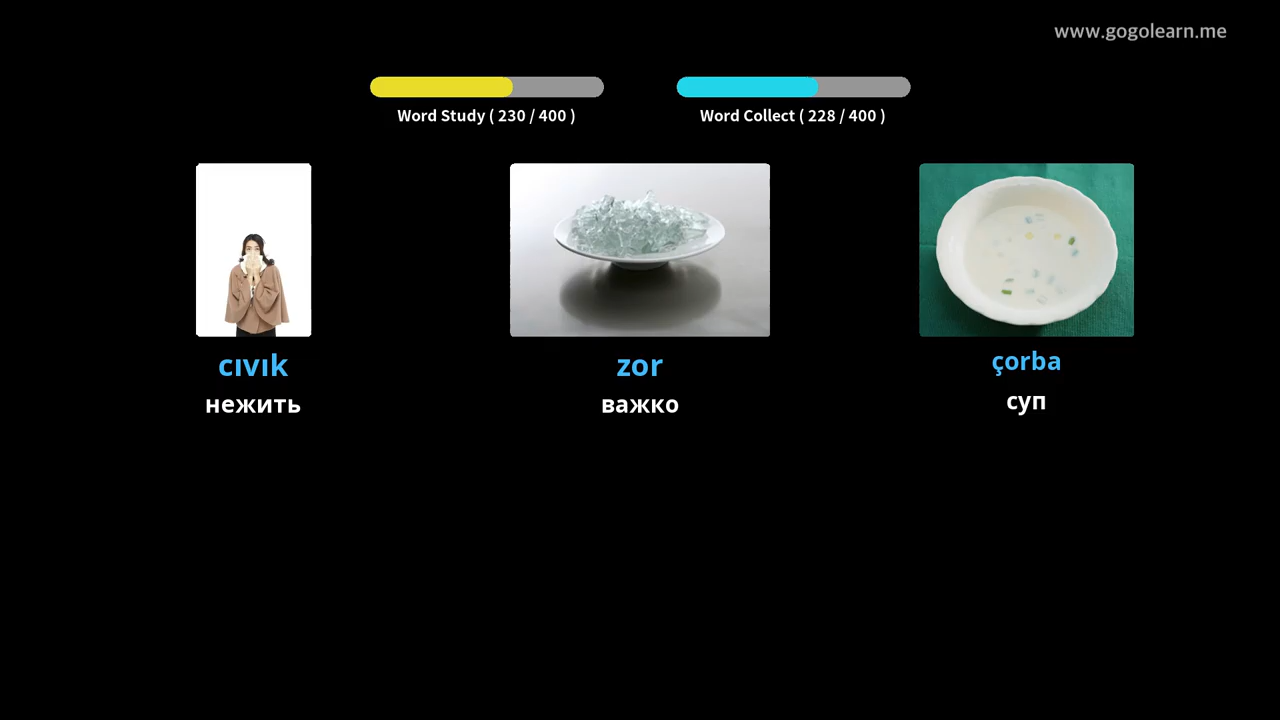 www.gogolearn.me
Word Study ( 230 / 400 )
Word Collect ( 228 / 400 )
cıvık
zor
çorba
нежить
важко
суп